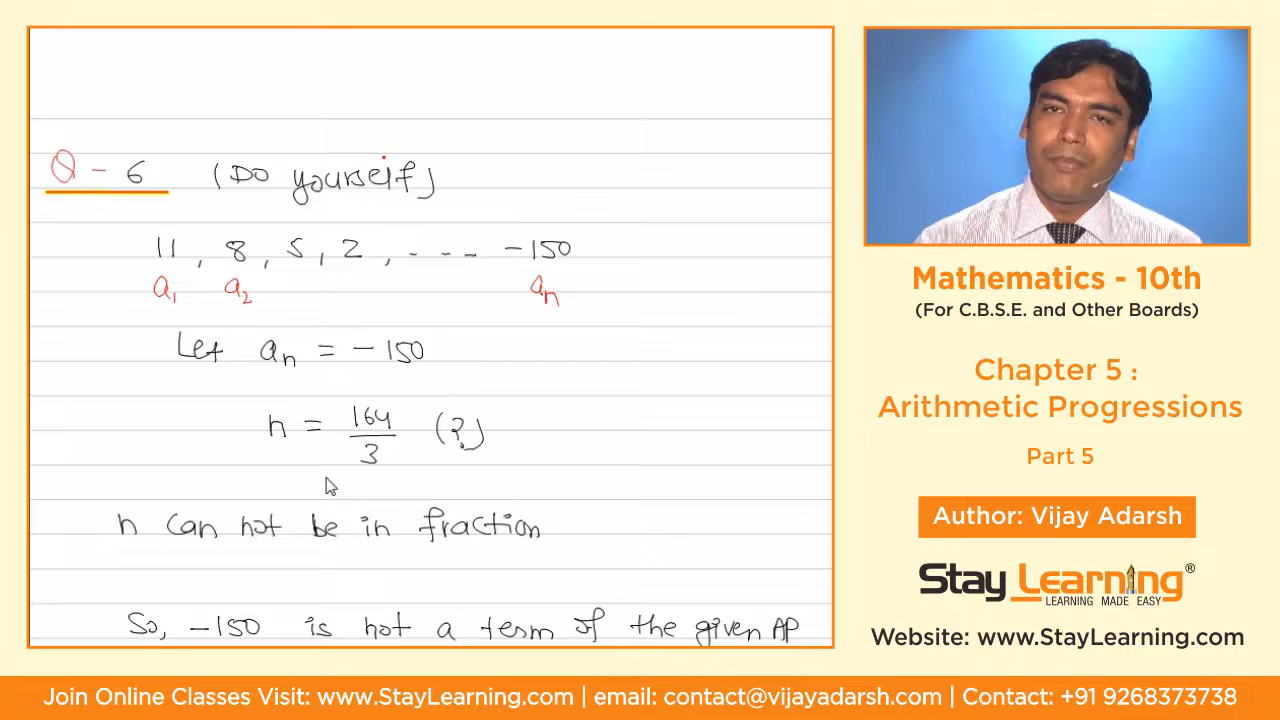 Q - 6 (Do yourself)
11, 8, 5, 2, - - - -150
a1 a2 an
Let an = -150
n = 164/3 (?)
n can not be in fraction
So, -150 is not a term of the given AP
Mathematics - 10th
(For C.B.S.E. and Other Boards)
Chapter 5 :
Arithmetic Progressions
Part 5
Author: Vijay Adarsh
Stay Learning®
LEARNING MADE EASY
Website: www.StayLearning.com
Join Online Classes Visit: www.StayLearning.com | email: contact@vijayadarsh.com | Contact: +91 9268373738